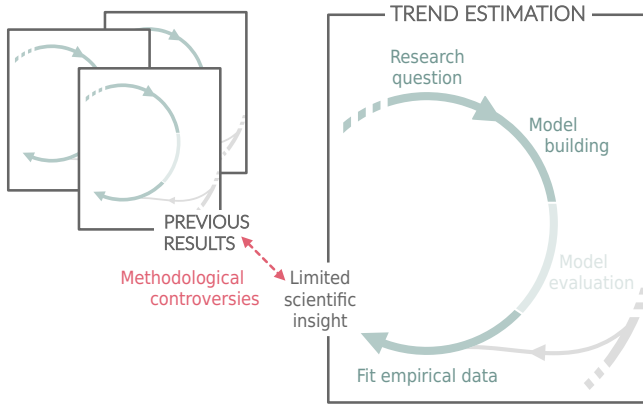 TREND ESTIMATION
Research
question
Model
building
Model
evaluation
Fit empirical data
PREVIOUS
RESULTS
Methodological
controversies
Limited
scientific
insight